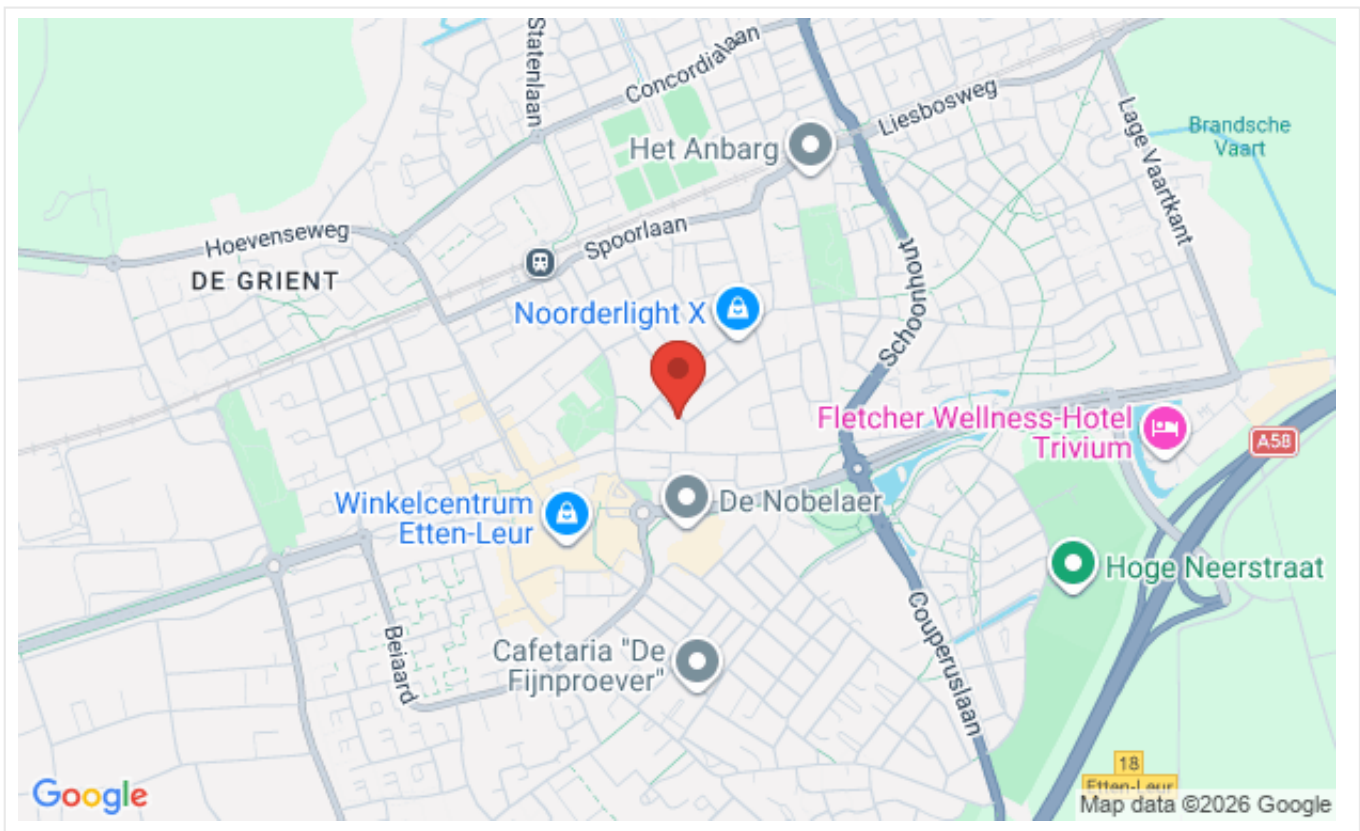 Statenlaan
Concordialaan
Liesbosweg
Lage Vaartkant
Brandsche
Vaart
Het Anbarg
Hoevenseweg
Spoorlaan
DE GRIENT
Schoonhout
Noorderlight X
Fletcher Wellness-Hotel
Trivium
A58
Winkelcentrum
Etten-Leur
De Nobelaer
Hoge Neerstraat
Beiaard
Couperuslaan
Cafetaria "De
Fijnproever"
18
Etten-Leur
Google
Map data ©2026 Google